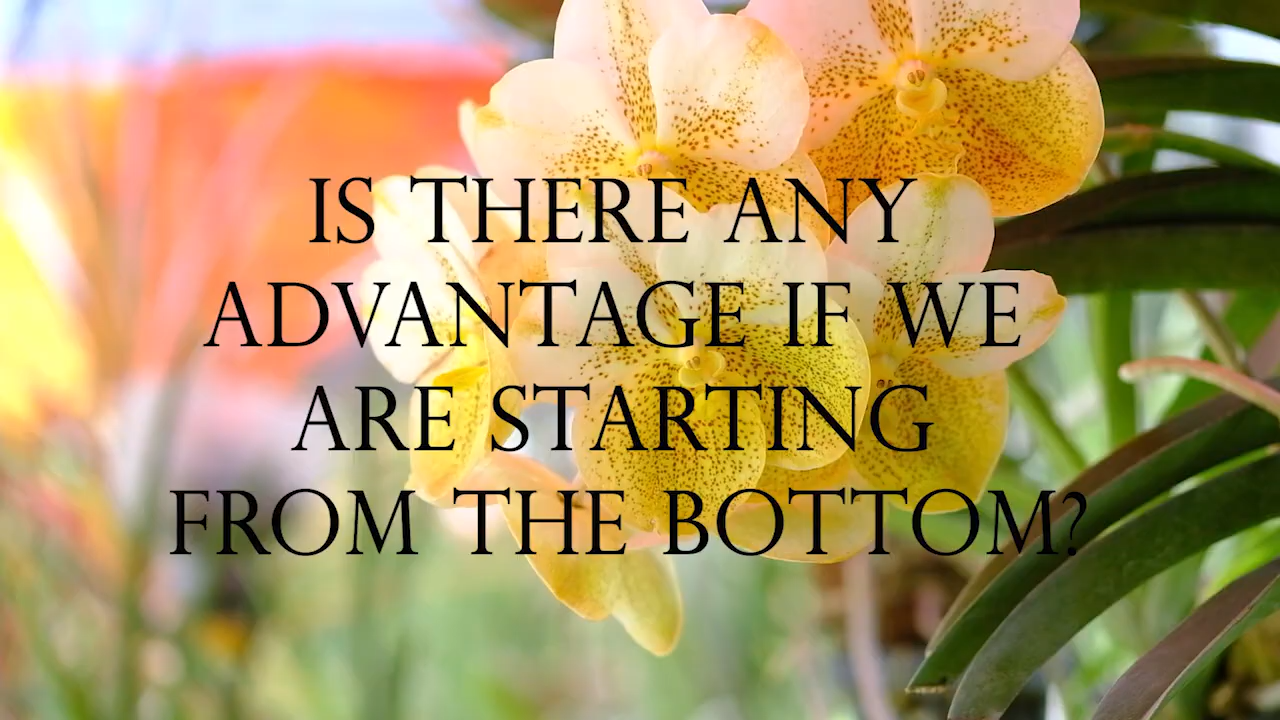 IS THERE ANY
ADVANTAGE IF WE
ARE STARTING
FROM THE BOTTOM?